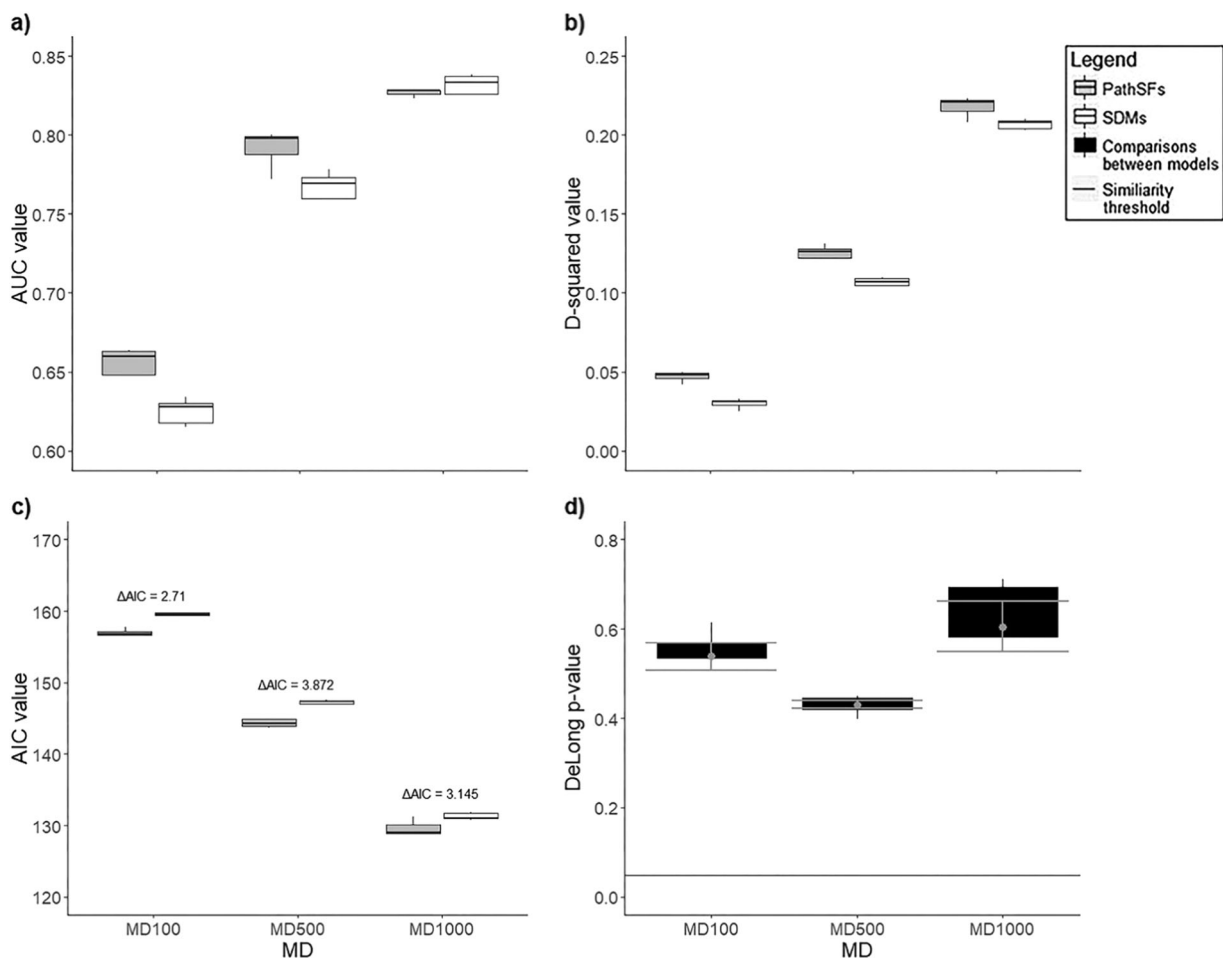 a)
0.85
0.80
0.75
0.70
0.65
0.60
AUC value
b)
0.25
0.20
0.15
0.10
0.05
0.00
D-squared value
Legend
PathSFs
SDMs
Comparisons
between models
Similiarity
threshold
c)
170
160
150
140
130
120
AIC value
ΔAIC = 2.71
ΔAIC = 3.872
ΔAIC = 3.145
MD100
MD500
MD1000
MD
d)
0.8
0.6
0.4
0.2
0.0
DeLong p-value
MD100
MD500
MD1000
MD